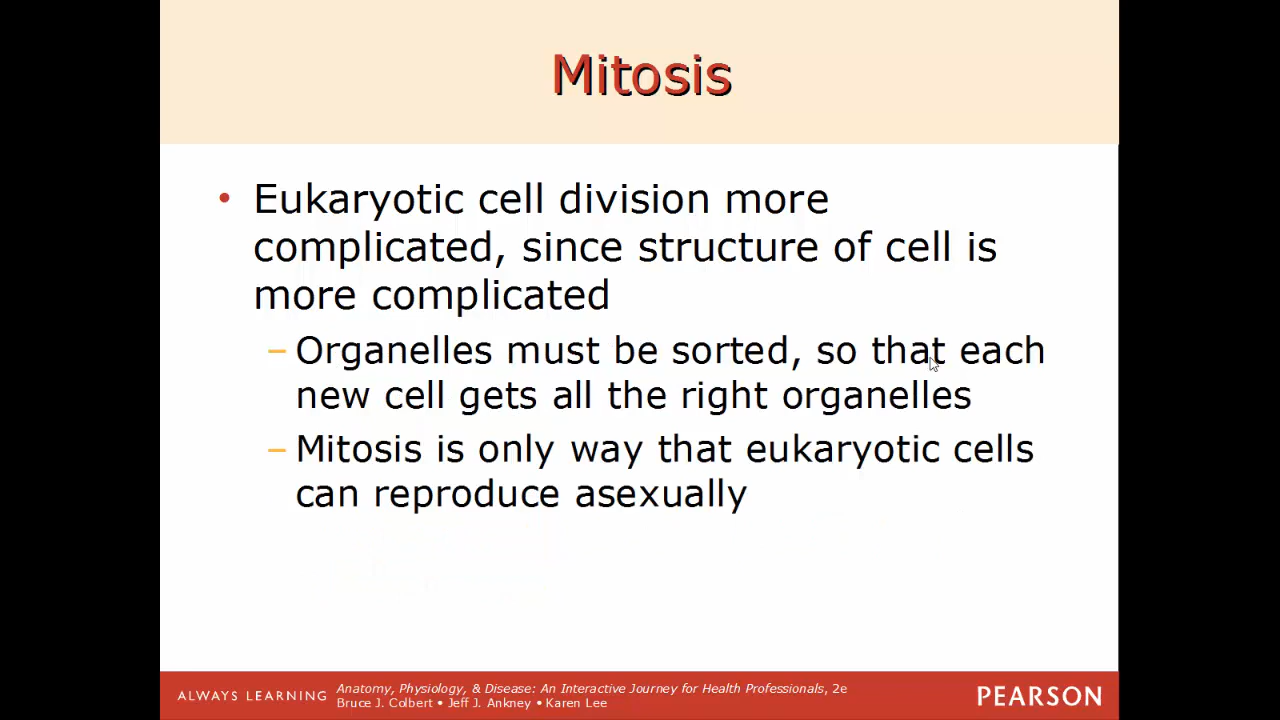 Mitosis
• Eukaryotic cell division more
complicated, since structure of cell is
more complicated
– Organelles must be sorted, so that each
new cell gets all the right organelles
– Mitosis is only way that eukaryotic cells
can reproduce asexually
ALWAYS LEARNING
Anatomy, Physiology, & Disease: An Interactive Journey for Health Professionals, 2e
Bruce J. Colbert • Jeff J. Ankney • Karen Lee
PEARSON